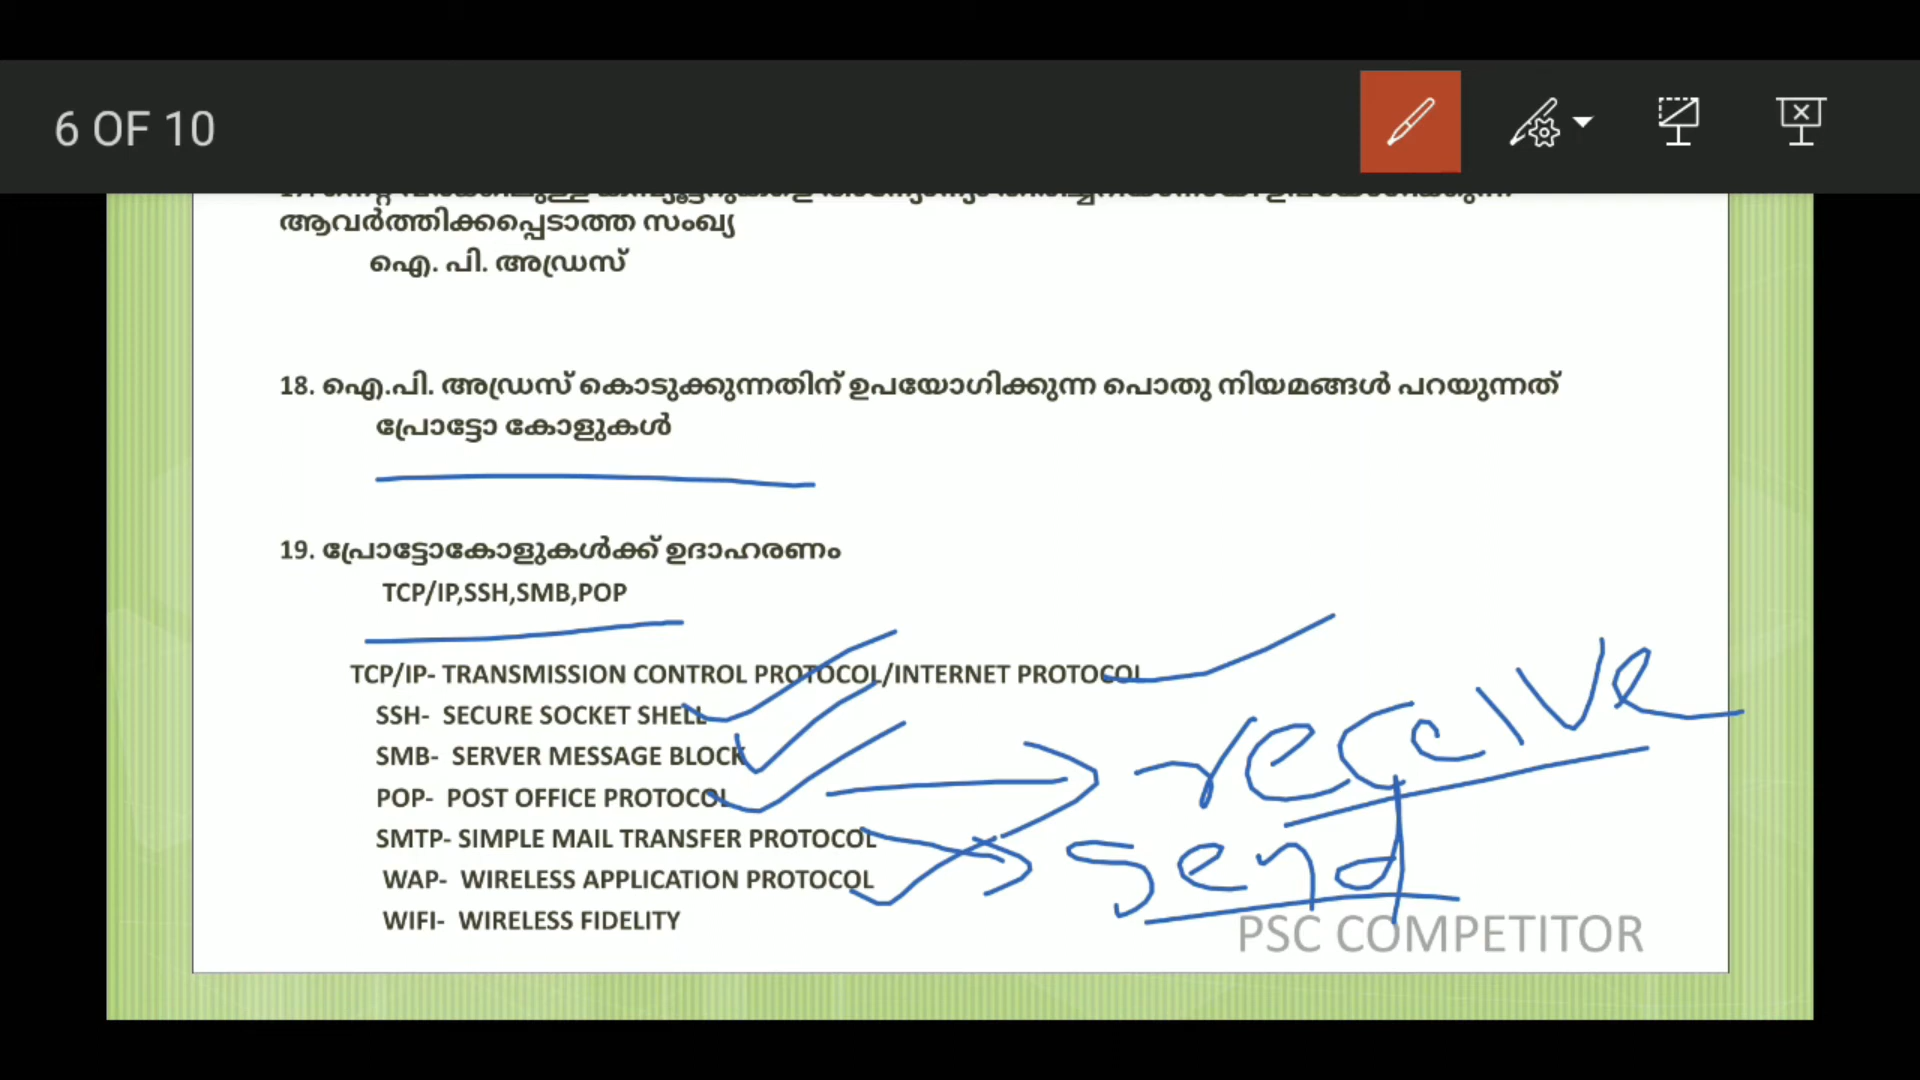 6 OF 10
ആവർത്തിക്കപ്പെടാത്ത സംഖ്യ
ഐ. പി. അഡ്രസ്
18. ഐ.പി. അഡ്രസ് കൊടുക്കുന്നതിന് ഉപയോഗിക്കുന്ന പൊതു നിയമങ്ങൾ പറയുന്നത്
പ്രോട്ടോ കോളുകൾ
19. പ്രോട്ടോകോളുകൾക്ക് ഉദാഹരണം
TCP/IP,SSH,SMB,POP
TCP/IP- TRANSMISSION CONTROL PROTOCOL/INTERNET PROTOCOL
SSH- SECURE SOCKET SHELL
SMB- SERVER MESSAGE BLOCK
POP- POST OFFICE PROTOCOL
receive
SMTP- SIMPLE MAIL TRANSFER PROTOCOL
send
WAP- WIRELESS APPLICATION PROTOCOL
WIFI- WIRELESS FIDELITY
PSC COMPETITOR